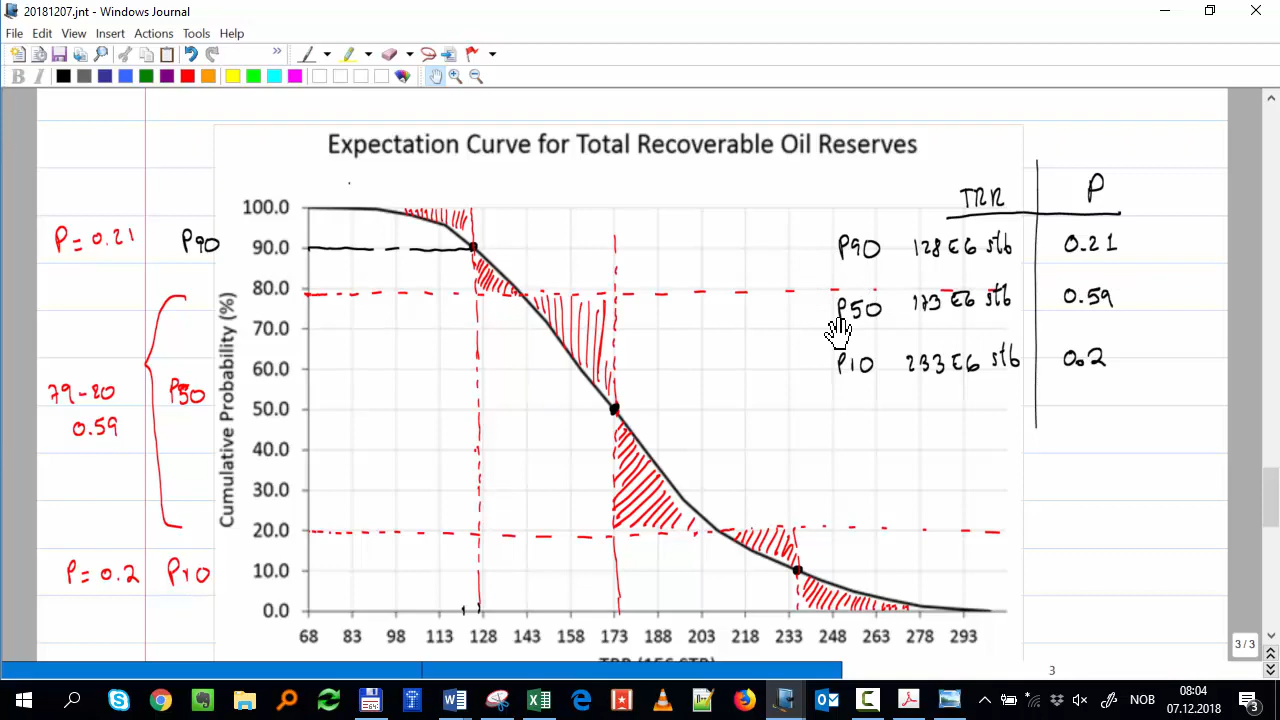 20181207.jnt - Windows Journal
File Edit View Insert Actions Tools Help
B I
Expectation Curve for Total Recoverable Oil Reserves
TRR P
P90 128 E6 stb 0.21
P50 173 E6 stb 0.59
P10 233 E6 stb 0.2
P = 0.21 P90
79-20 P50
0.59
P = 0.2 P10
Cumulative Probability (%)
100.0
90.0
80.0
70.0
60.0
50.0
40.0
30.0
20.0
10.0
0.0
68 83 98 113 128 143 158 173 188 203 218 233 248 263 278 293
TRR (1E6 STB)
3 / 3
3
NOB
08:04
07.12.2018
3